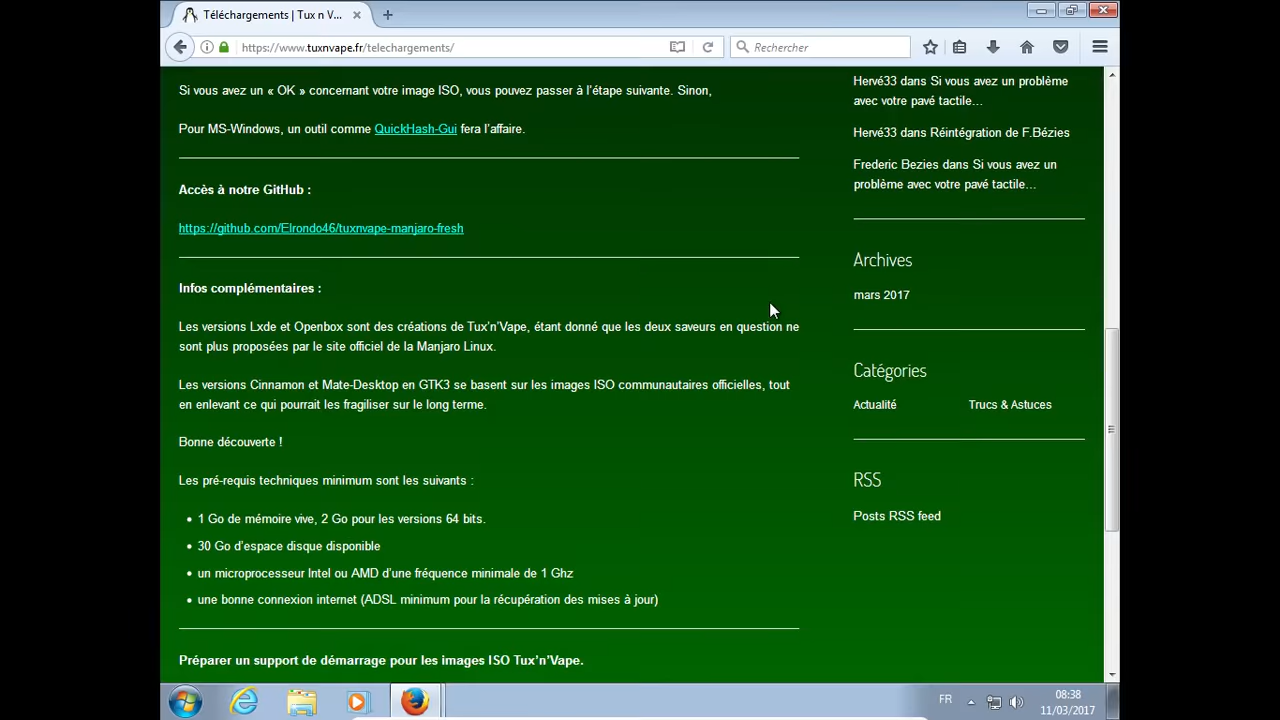 Téléchargements | Tux n V...
https://www.tuxnvape.fr/telechargements/
Rechercher
Si vous avez un « OK » concernant votre image ISO, vous pouvez passer à l'étape suivante. Sinon,
Pour MS-Windows, un outil comme QuickHash-Gui fera l'affaire.
Accès à notre GitHub :
https://github.com/Elrondo46/tuxnvape-manjaro-fresh
Infos complémentaires :
Les versions Lxde et Openbox sont des créations de Tux'n'Vape, étant donné que les deux saveurs en question ne
sont plus proposées par le site officiel de la Manjaro Linux.
Les versions Cinnamon et Mate-Desktop en GTK3 se basent sur les images ISO communautaires officielles, tout
en enlevant ce qui pourrait les fragiliser sur le long terme.
Bonne découverte !
Les pré-requis techniques minimum sont les suivants :
• 1 Go de mémoire vive, 2 Go pour les versions 64 bits.
• 30 Go d'espace disque disponible
• un microprocesseur Intel ou AMD d'une fréquence minimale de 1 Ghz
• une bonne connexion internet (ADSL minimum pour la récupération des mises à jour)
Préparer un support de démarrage pour les images ISO Tux'n'Vape.
Hervé33 dans Si vous avez un problème
avec votre pavé tactile...
Hervé33 dans Réintégration de F.Bézies
Frederic Bezies dans Si vous avez un
problème avec votre pavé tactile...
Archives
mars 2017
Catégories
Actualité Trucs & Astuces
RSS
Posts RSS feed
FR
08:38
11/03/2017